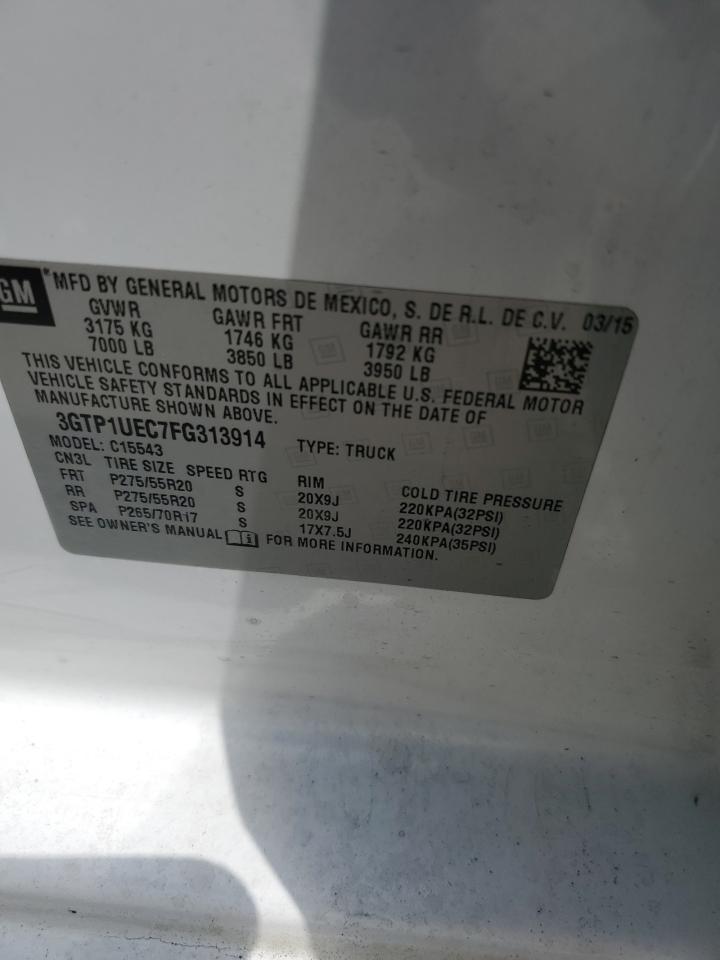 GM
*MFD BY GENERAL MOTORS DE MEXICO, S. DE R.L. DE C.V. 03/15
GVWR GAWR FRT GAWR RR
3175 KG 1746 KG 1792 KG
7000 LB 3850 LB 3950 LB
THIS VEHICLE CONFORMS TO ALL APPLICABLE U.S. FEDERAL MOTOR
VEHICLE SAFETY STANDARDS IN EFFECT ON THE DATE OF
MANUFACTURE SHOWN ABOVE.
3GTP1UEC7FG313914 TYPE: TRUCK
MODEL: C15543
CN3L TIRE SIZE SPEED RTG RIM COLD TIRE PRESSURE
FRT P275/55R20 S 20X9J 220KPA(32PSI)
RR P275/55R20 S 20X9J 220KPA(32PSI)
SPA P265/70R17 S 17X7.5J 240KPA(35PSI)
SEE OWNER'S MANUAL FOR MORE INFORMATION.